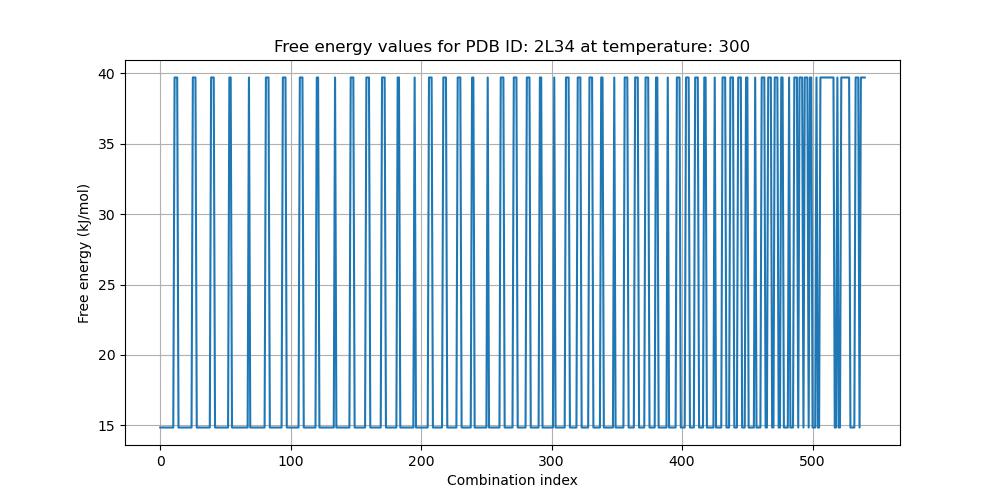 Free energy values for PDB ID: 2L34 at temperature: 300
40
35
30
25
20
15
Free energy (kJ/mol)
0 100 200 300 400 500
Combination index